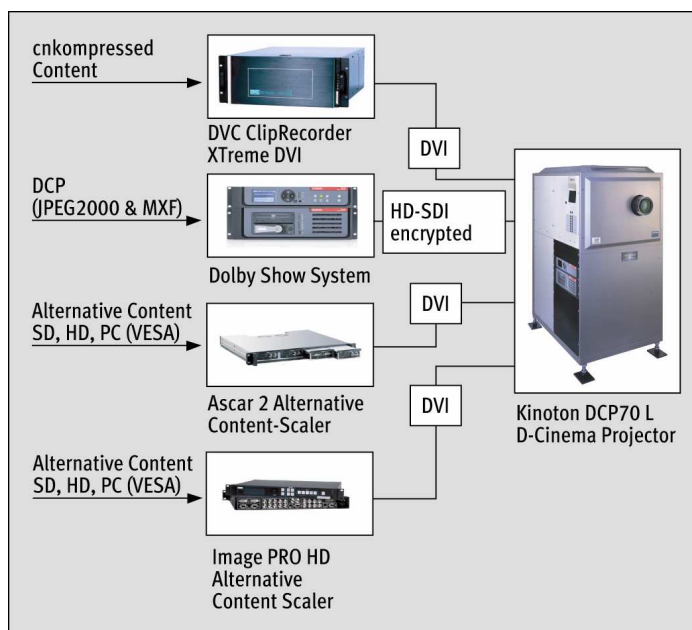 cnkompressed
Content
DVC ClipRecorder
XTreme DVI
DVI
DCP
(JPEG2000 & MXF)
HD-SDI
encrypted
Dolby Show System
DVI
Alternative Content
SD, HD, PC (VESA)
Ascar 2 Alternative
Content-Scaler
DVI
Kinoton DCP70 L
D-Cinema Projector
Alternative Content
SD, HD, PC (VESA)
Image PRO HD
Alternative
Content Scaler